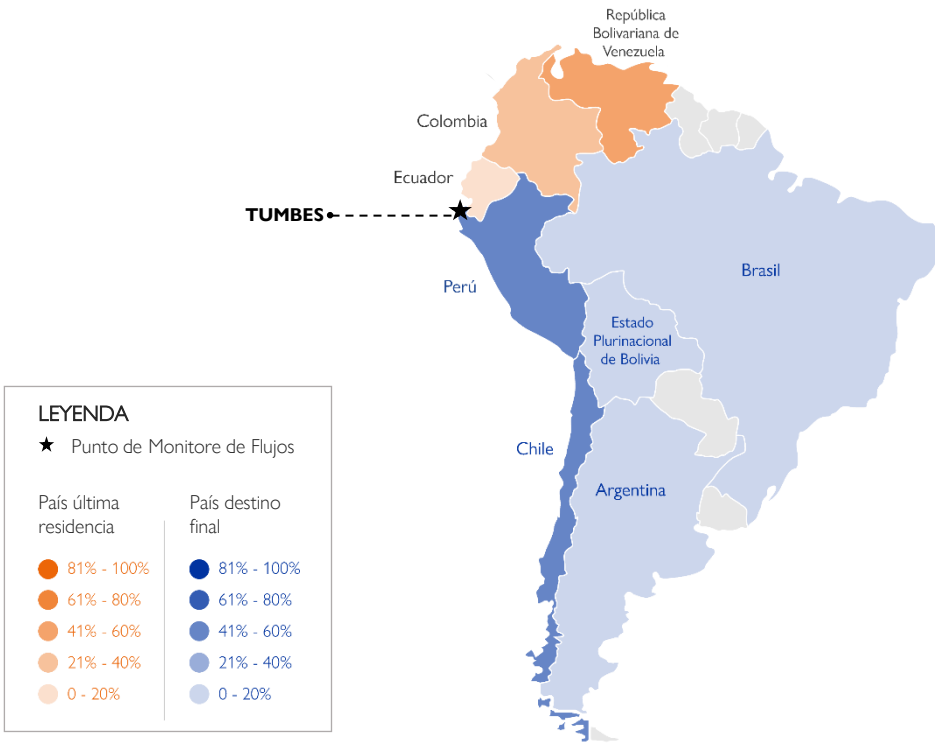 República
Bolivariana de
Venezuela
Colombia
Ecuador
TUMBES
Perú
Brasil
Estado
Plurinacional
de Bolivia
Chile
Argentina
LEYENDA
Punto de Monitore de Flujos
País última
residencia
81% - 100%
61% - 80%
41% - 60%
21% - 40%
0 - 20%
País destino
final
81% - 100%
61% - 80%
41% - 60%
21% - 40%
0 - 20%